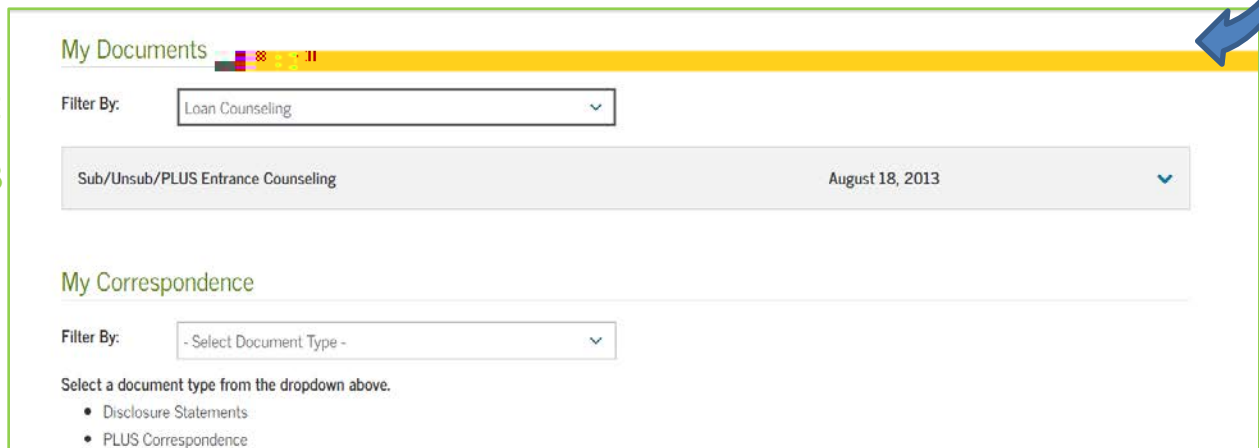 My Documents
Filter By:
Loan Counseling
Sub/Unsub/PLUS Entrance Counseling August 18, 2013
My Correspondence
Filter By:
- Select Document Type -
Select a document type from the dropdown above.
• Disclosure Statements
• PLUS Correspondence